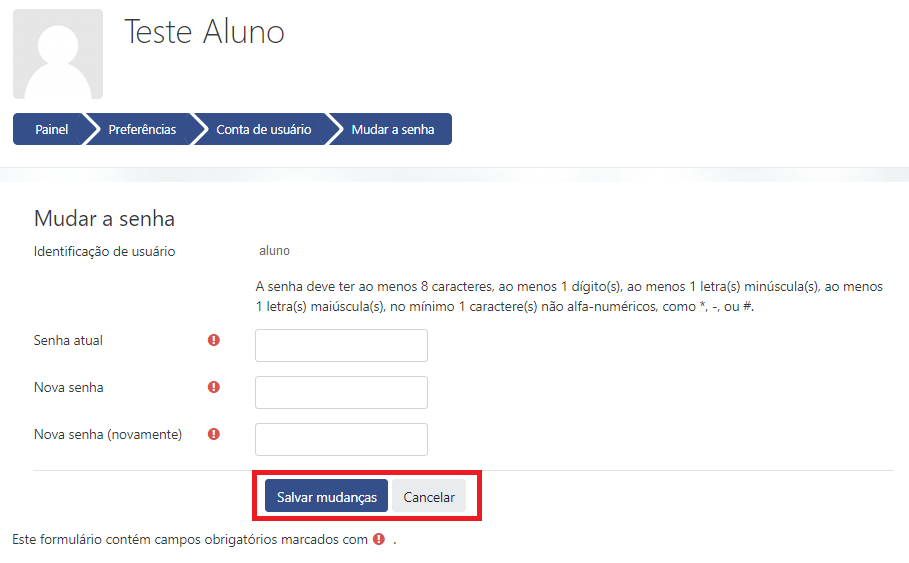 Teste Aluno
Painel Preferências Conta de usuário Mudar a senha
Mudar a senha
Identificação de usuário aluno
A senha deve ter ao menos 8 caracteres, ao menos 1 dígito(s), ao menos 1 letra(s) minúscula(s), ao menos
1 letra(s) maiúscula(s), no mínimo 1 caractere(s) não alfa-numéricos, como *, -, ou #.
Senha atual
Nova senha
Nova senha (novamente)
Salvar mudanças Cancelar
Este formulário contém campos obrigatórios marcados com .